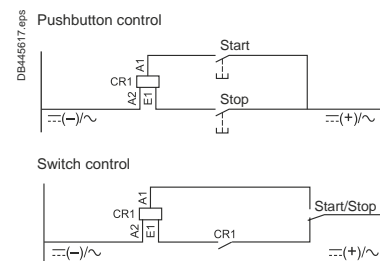 DB445617.eps
Pushbutton control
Start
A1
CR1
A2
E1
Stop
(–)/~
(+)/~
Switch control
A1
CR1
Start/Stop
A2
E1
CR1
(–)/~
(+)/~